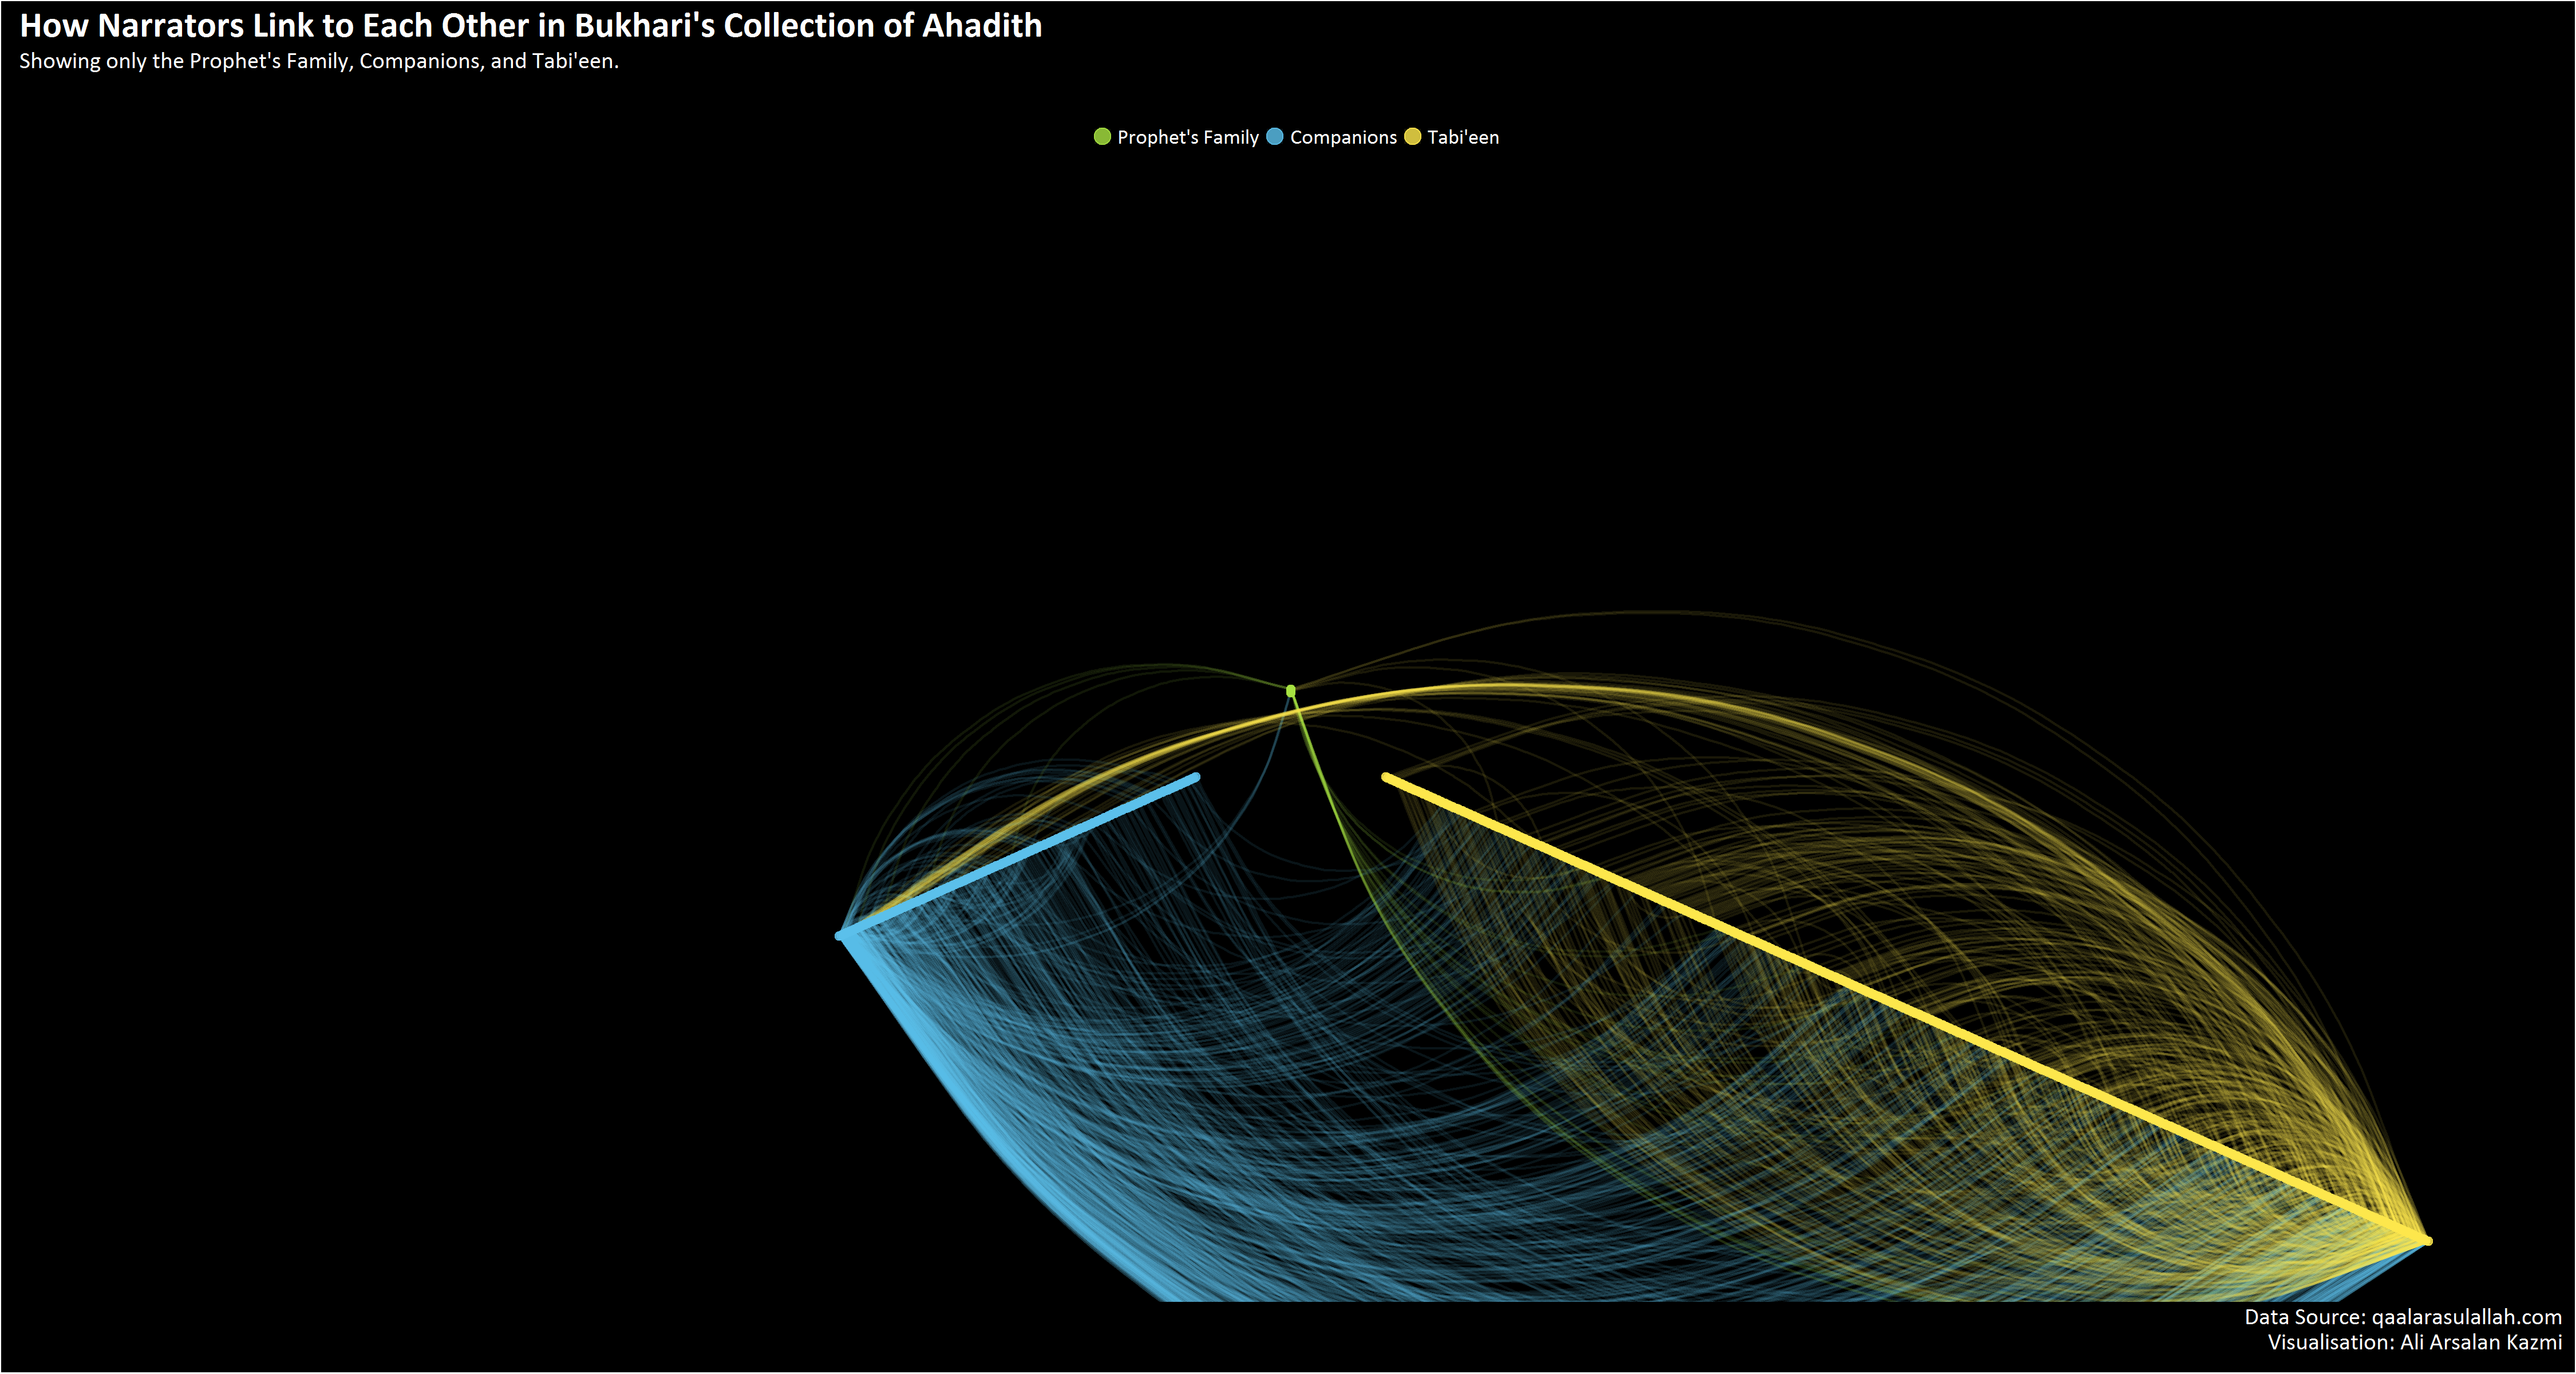 How Narrators Link to Each Other in Bukhari's Collection of Ahadith
Showing only the Prophet's Family, Companions, and Tabi'een.
Prophet's Family Companions Tabi'een
Data Source: qaalarasulallah.com
Visualisation: Ali Arsalan Kazmi